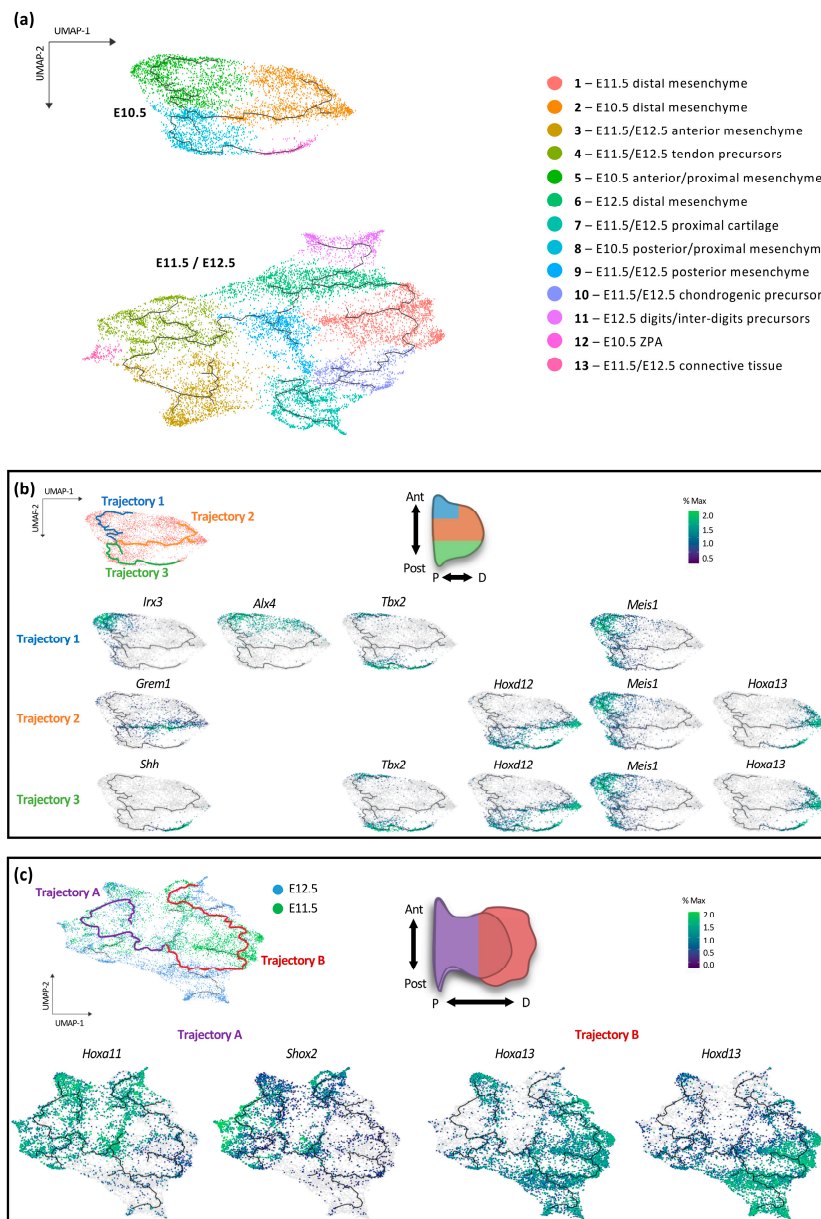 (a)
UMAP-1
UMAP-2
E10.5
E11.5 / E12.5
1 – E11.5 distal mesenchyme
2 – E10.5 distal mesenchyme
3 – E11.5/E12.5 anterior mesenchyme
4 – E11.5/E12.5 tendon precursors
5 – E10.5 anterior/proximal mesenchyme
6 – E12.5 distal mesenchyme
7 – E11.5/E12.5 proximal cartilage
8 – E10.5 posterior/proximal mesenchym
9 – E11.5/E12.5 posterior mesenchyme
10 – E11.5/E12.5 chondrogenic precursor
11 – E12.5 digits/inter-digits precursors
12 – E10.5 ZPA
13 – E11.5/E12.5 connective tissue
(b)
UMAP-1
UMAP-2
Trajectory 1
Trajectory 2
Trajectory 3
Ant
Post
P D
% Max
2.0
1.5
1.0
0.5
Irx3 Alx4 Tbx2 Meis1
Trajectory 1
Grem1 Hoxd12 Meis1 Hoxa13
Trajectory 2
Shh Tbx2 Hoxd12 Meis1 Hoxa13
Trajectory 3
(c)
Trajectory A
E12.5
E11.5
Trajectory B
UMAP-2
UMAP-1
Ant
Post
P D
% Max
2.0
1.5
1.0
0.5
0.0
Trajectory A Trajectory B
Hoxa11 Shox2 Hoxa13 Hoxd13